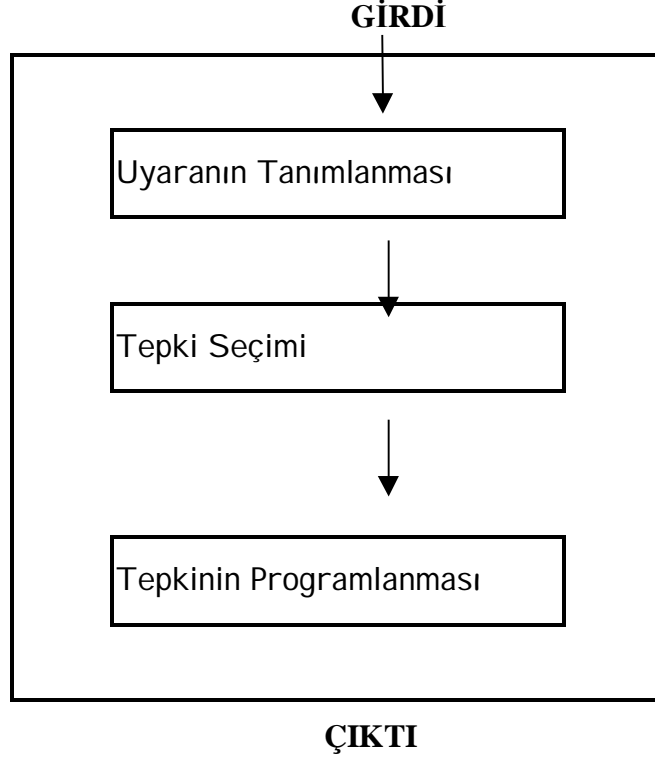 GİRDİ
Uyaranın Tanımlanması
Tepki Seçimi
Tepkinin Programlanması
ÇIKTI